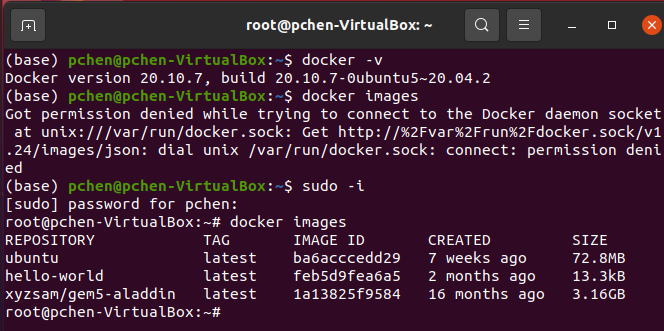 root@pchen-VirtualBox: ~
(base) pchen@pchen-VirtualBox:~$ docker -v
Docker version 20.10.7, build 20.10.7-0ubuntu5~20.04.2
(base) pchen@pchen-VirtualBox:~$ docker images
Got permission denied while trying to connect to the Docker daemon socket
 at unix:///var/run/docker.sock: Get http://%2Fvar%2Frun%2Fdocker.sock/v1
.24/images/json: dial unix /var/run/docker.sock: connect: permission deni
ed
(base) pchen@pchen-VirtualBox:~$ sudo -i
[sudo] password for pchen:
root@pchen-VirtualBox:~# docker images
REPOSITORY TAG IMAGE ID CREATED SIZE
ubuntu latest ba6acccedd29 7 weeks ago 72.8MB
hello-world latest feb5d9fea6a5 2 months ago 13.3kB
xyzsam/gem5-aladdin latest 1a13825f9584 16 months ago 3.16GB
root@pchen-VirtualBox:~#